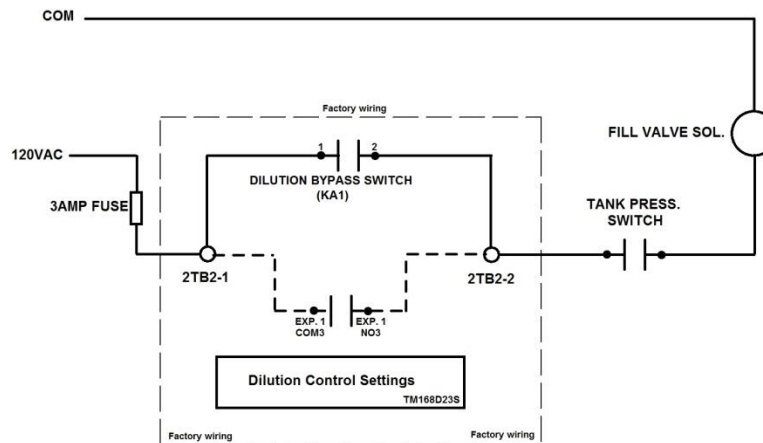 COM
Factory wiring
1 2
FILL VALVE SOL.
120VAC
DILUTION BYPASS SWITCH
(KA1)
3AMP FUSE
TANK PRESS.
SWITCH
2TB2-1
2TB2-2
EXP. 1
COM3
EXP. 1
NO3
Dilution Control Settings
TM168D23S
Factory wiring
Factory wiring